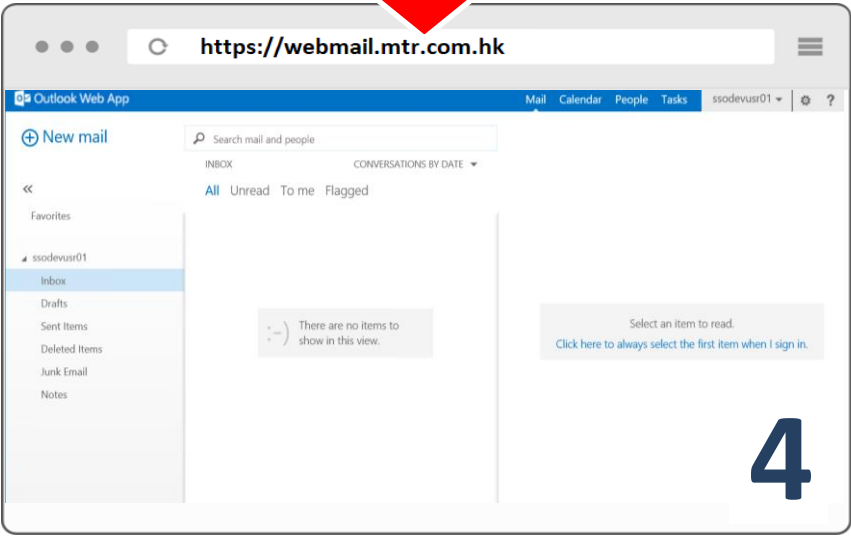 https://webmail.mtr.com.hk
Outlook Web App
Mail Calendar People Tasks ssodevusr01 ?
New mail
Search mail and people
INBOX CONVERSATIONS BY DATE
All Unread To me Flagged
Favorites
ssodevusr01
Inbox
Drafts
Sent Items
Deleted Items
Junk Email
Notes
:-) There are no items to
show in this view.
Select an item to read.
Click here to always select the first item when I sign in.
4